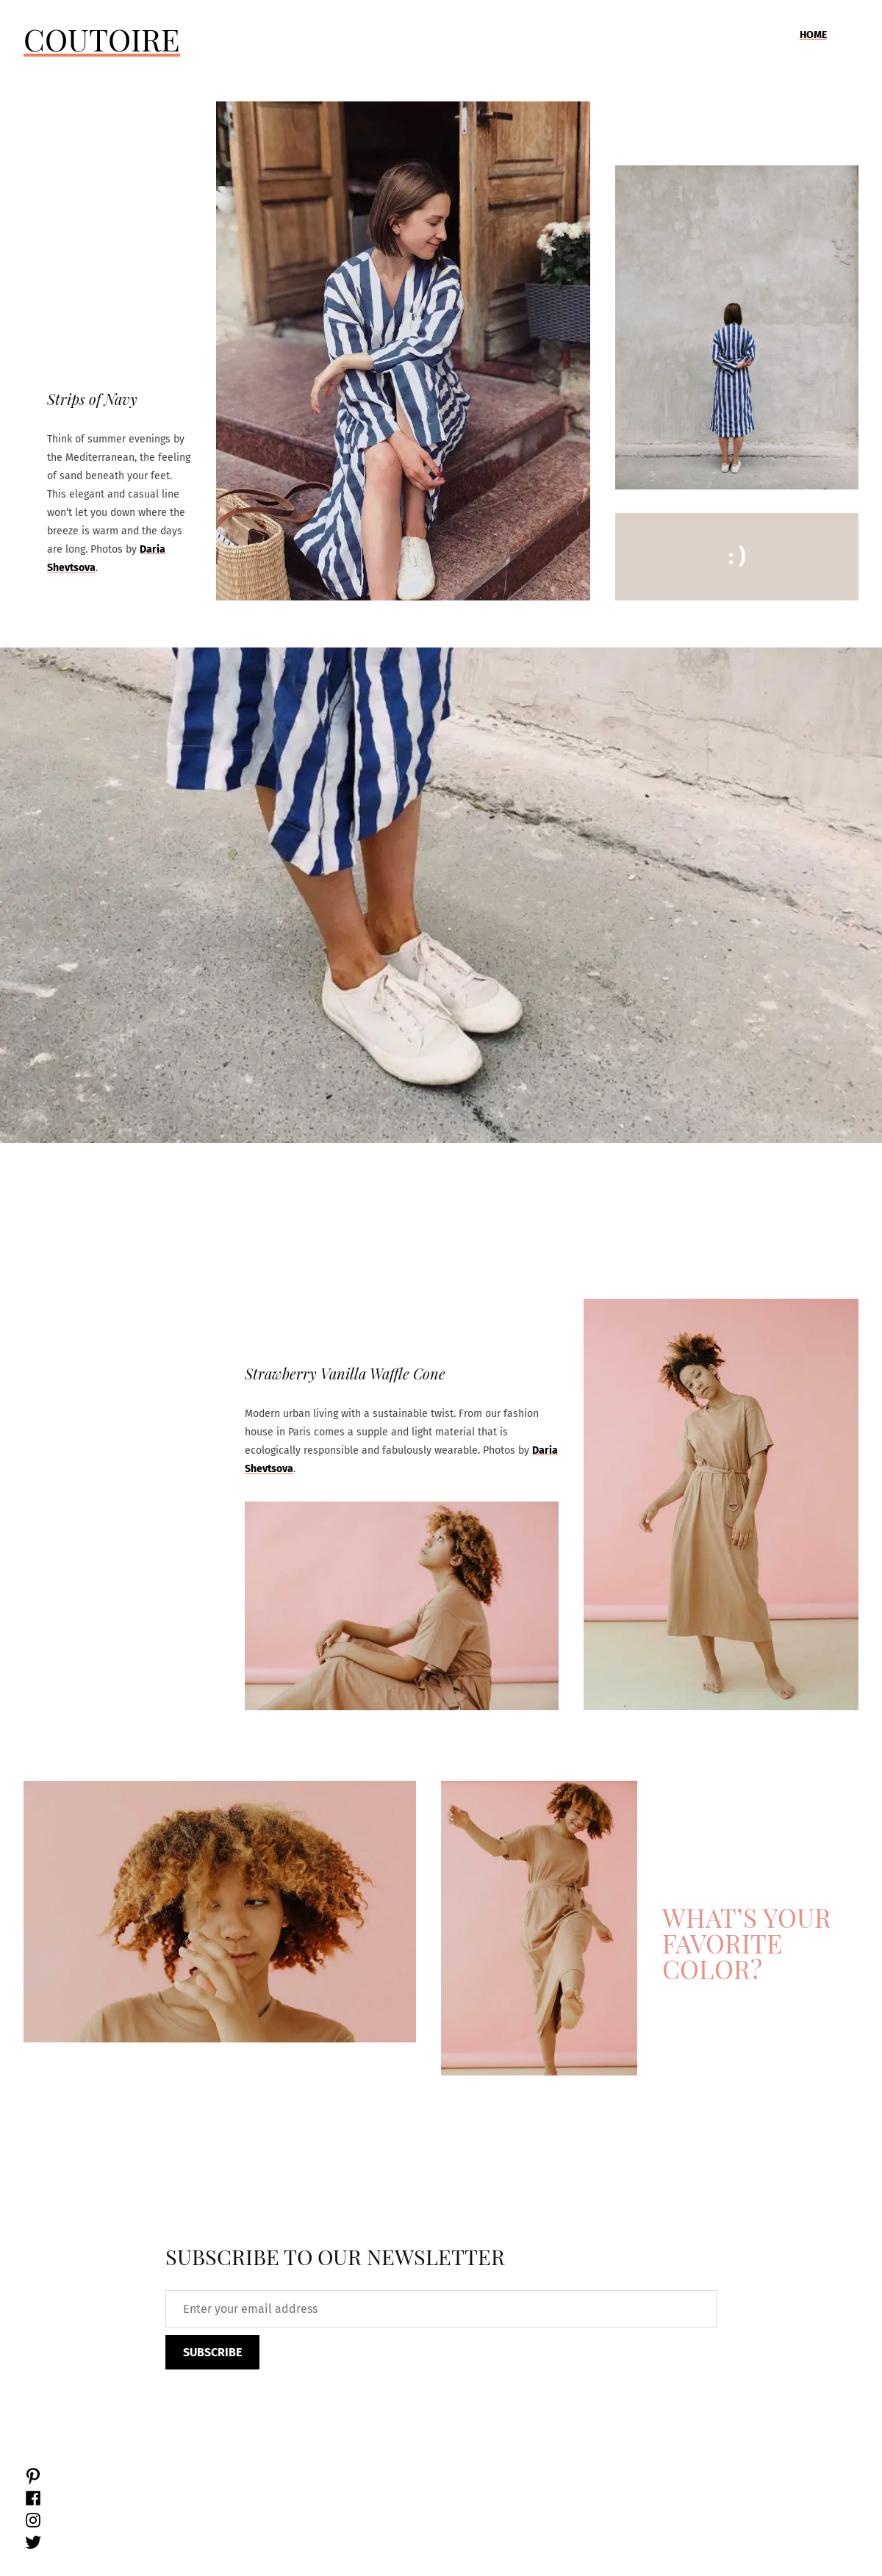 COUTOIRE
HOME
Strips of Navy
Think of summer evenings by
the Mediterranean, the feeling
of sand beneath your feet.
This elegant and casual line
won’t let you down where the
breeze is warm and the days
are long. Photos by Daria
Shevtsova.
:)
Strawberry Vanilla Waffle Cone
Modern urban living with a sustainable twist. From our fashion
house in Paris comes a supple and light material that is
ecologically responsible and fabulously wearable. Photos by Daria
Shevtsova.
WHAT’S YOUR
FAVORITE
COLOR?
SUBSCRIBE TO OUR NEWSLETTER
Enter your email address
SUBSCRIBE